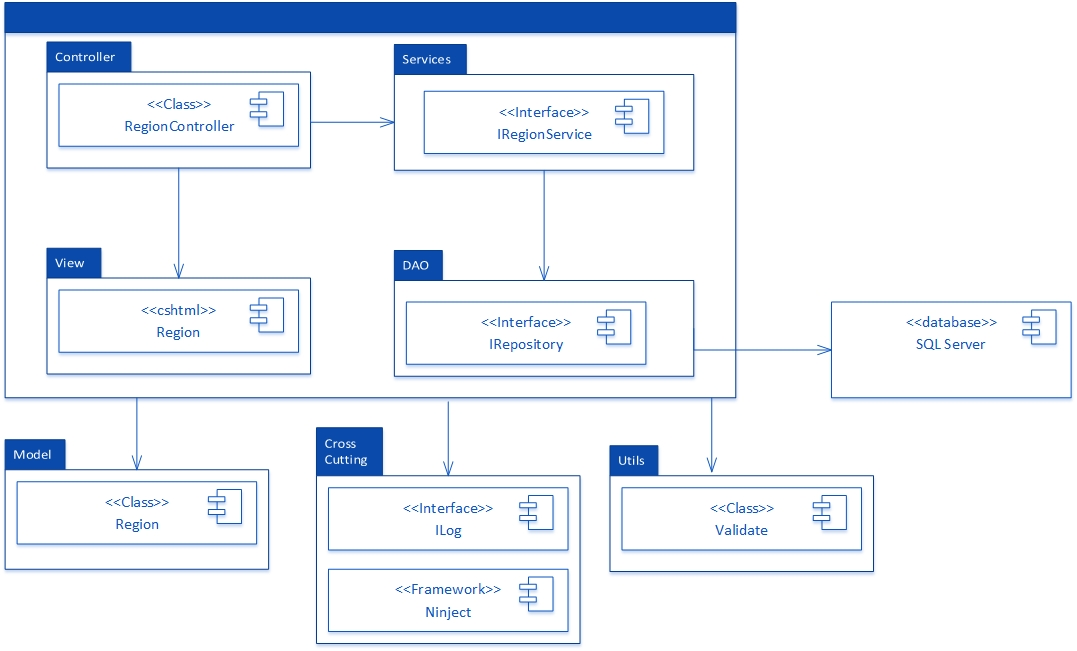 Controller
<<Class>>
RegionController
Services
<<Interface>>
IRegionService
View
<<cshtml>>
Region
DAO
<<Interface>>
IRepository
<<database>>
SQL Server
Model
<<Class>>
Region
Cross
Cutting
<<Interface>>
ILog
<<Framework>>
Ninject
Utils
<<Class>>
Validate